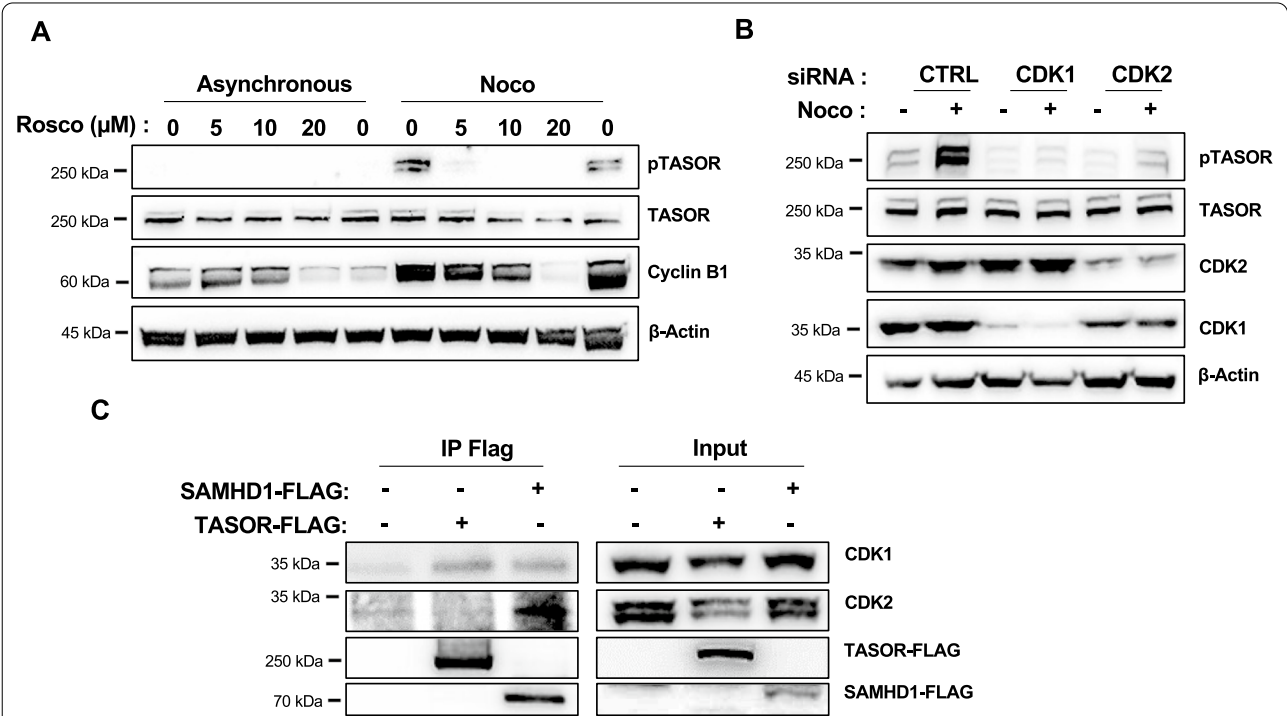 A
Asynchronous Noco
Rosco (µM) : 0 5 10 20 0 0 5 10 20 0
250 kDa pTASOR
250 kDa TASOR
60 kDa Cyclin B1
45 kDa β-Actin
B
siRNA : CTRL CDK1 CDK2
Noco : - + - + - +
250 kDa pTASOR
250 kDa TASOR
35 kDa CDK2
35 kDa CDK1
45 kDa β-Actin
C
IP Flag Input
SAMHD1-FLAG: - - + - - +
TASOR-FLAG: - + - - + -
35 kDa CDK1
35 kDa CDK2
250 kDa TASOR-FLAG
70 kDa SAMHD1-FLAG